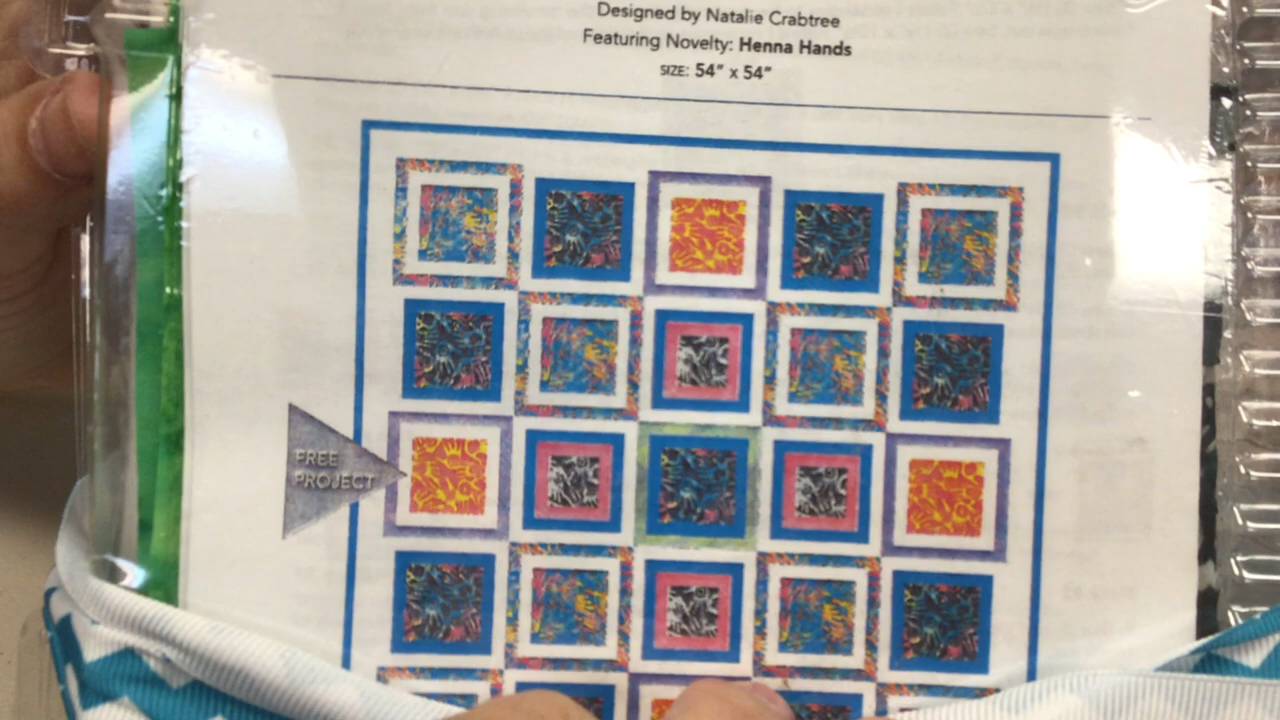 Designed by Natalie Crabtree
Featuring Novelty: Henna Hands
SIZE: 54" x 54"
FREE
PROJECT